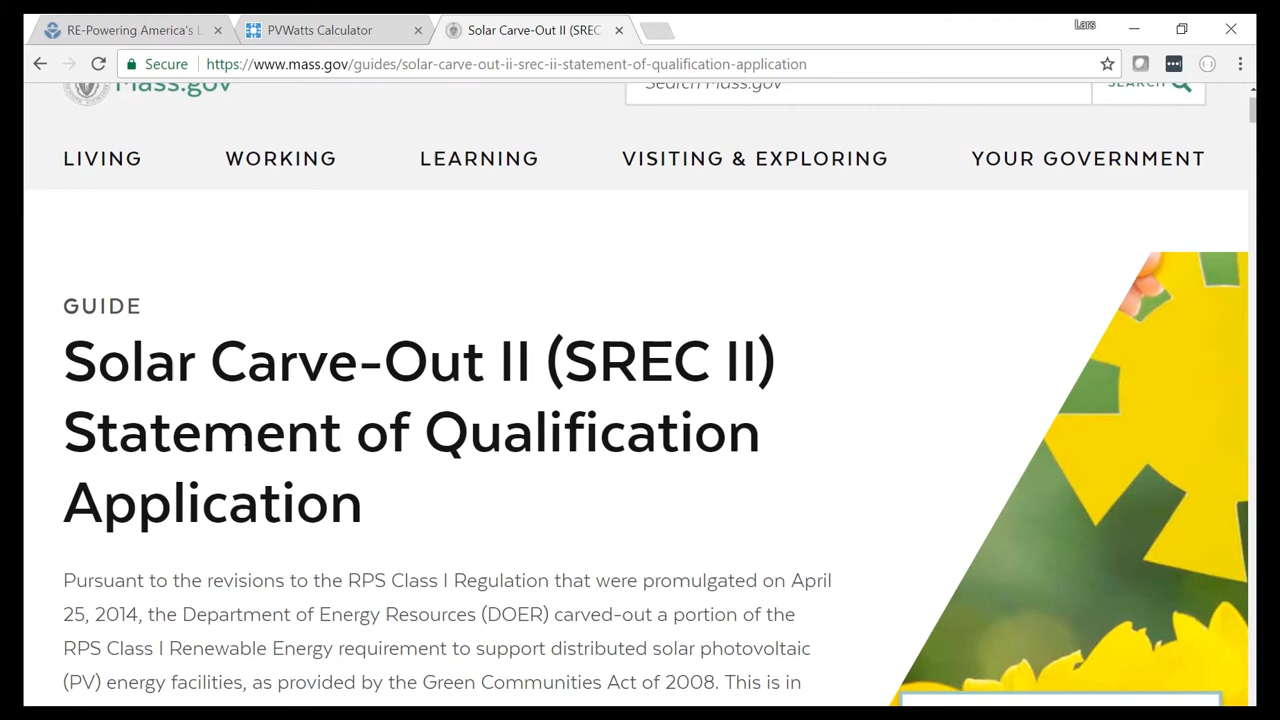 RE-Powering America's L
PVWatts Calculator
Solar Carve-Out II (SREC
Lars
Secure
https://www.mass.gov/guides/solar-carve-out-ii-srec-ii-statement-of-qualification-application
Mass.gov
Search Mass.gov
SEARCH
LIVING
WORKING
LEARNING
VISITING & EXPLORING
YOUR GOVERNMENT
GUIDE
Solar Carve-Out II (SREC II)
Statement of Qualification
Application
Pursuant to the revisions to the RPS Class I Regulation that were promulgated on April
25, 2014, the Department of Energy Resources (DOER) carved-out a portion of the
RPS Class I Renewable Energy requirement to support distributed solar photovoltaic
(PV) energy facilities, as provided by the Green Communities Act of 2008. This is in